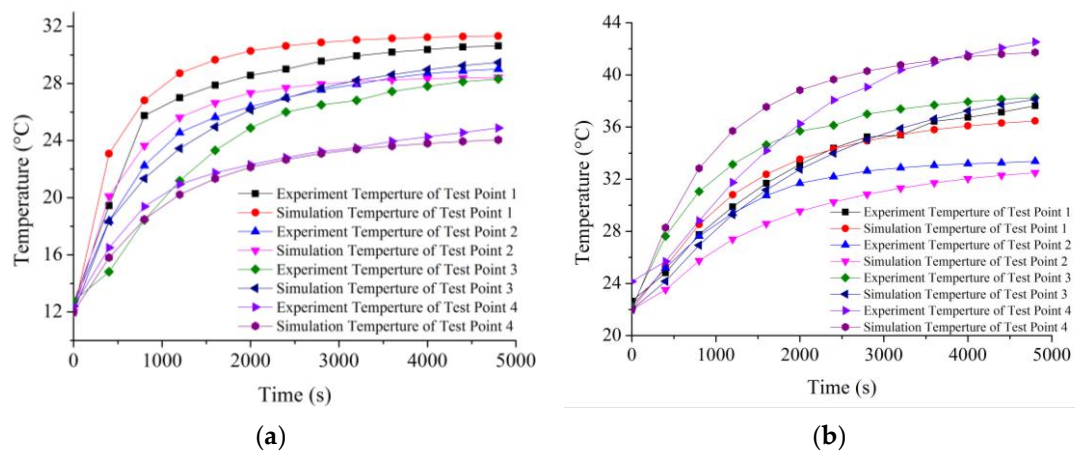 32
28
24
20
16
12
Temperature (°C)
Experiment Temperture of Test Point 1
Simulation Temperture of Test Point 1
Experiment Temperture of Test Point 2
Simulation Temperture of Test Point 2
Experiment Temperture of Test Point 3
Simulation Temperture of Test Point 3
Experiment Temperture of Test Point 4
Simulation Temperture of Test Point 4
0 1000 2000 3000 4000 5000
Time (s)
(a)
44
40
36
32
28
24
20
Temperature (°C)
Experiment Temperture of Test Point 1
Simulation Temperture of Test Point 1
Experiment Temperture of Test Point 2
Simulation Temperture of Test Point 2
Experiment Temperture of Test Point 3
Simulation Temperture of Test Point 3
Experiment Temperture of Test Point 4
Simulation Temperture of Test Point 4
0 1000 2000 3000 4000 5000
Time (s)
(b)